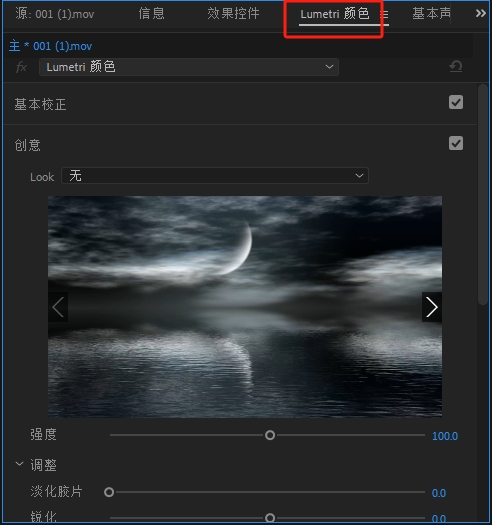 源: 001 (1).mov 信息 效果控件 Lumetri 颜色 基本声
主 * 001 (1).mov
fx Lumetri 颜色
基本校正
创意
Look 无
强度 100.0
调整
淡化胶片 0.0
锐化 0.0